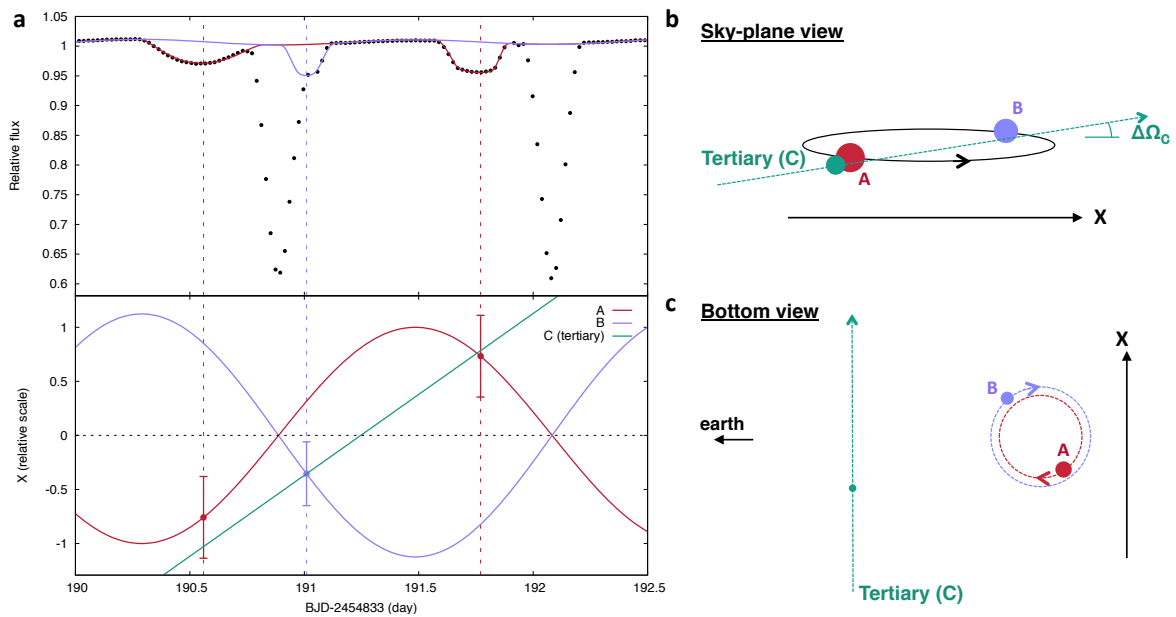 a
1.05
1
0.95
0.9
0.85
0.8
0.75
0.7
0.65
0.6
Relative flux
A
B
C (tertiary)
1
0.5
0
-0.5
-1
X (relative scale)
190
190.5
191
191.5
192
192.5
BJD-2454833 (day)
b
Sky-plane view
B
ΔΩC
Tertiary (C)
A
X
c
Bottom view
X
B
earth
A
Tertiary (C)